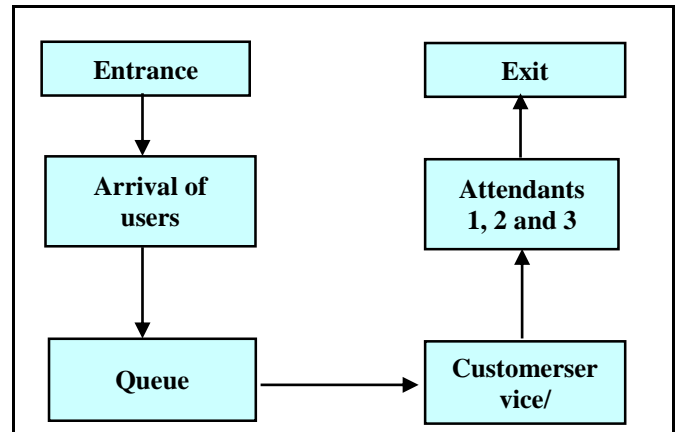 Entrance
Arrival of
users
Queue
Customerser
vice/
Attendants
1, 2 and 3
Exit